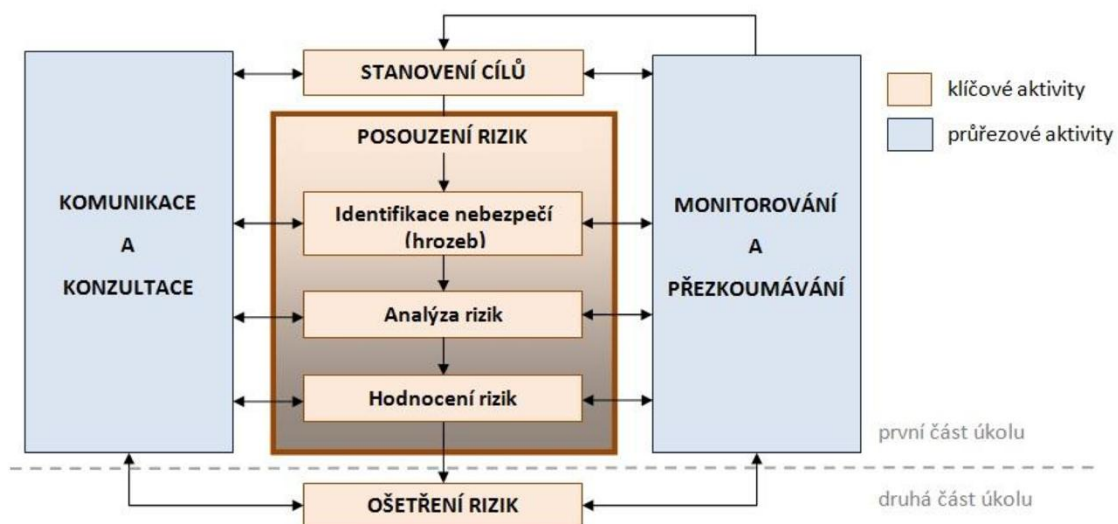 STANOVENÍ CÍLŮ
POSOUZENÍ RIZIK
KOMUNIKACE
A
KONZULTACE
Identifikace nebezpečí
(hrozeb)
Analýza rizik
Hodnocení rizik
MONITOROVÁNÍ
A
PŘEZKOUMÁVÁNÍ
OŠETŘENÍ RIZIK
klíčové aktivity
průřezové aktivity
první část úkolu
druhá část úkolu